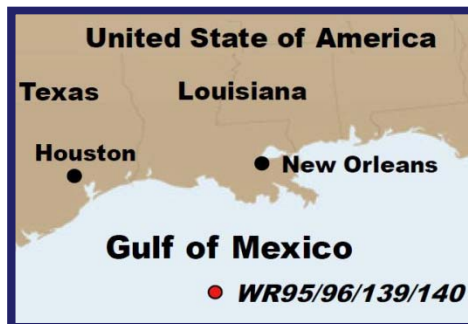 United State of America
Texas
Louisiana
Houston
New Orleans
Gulf of Mexico
WR95/96/139/140